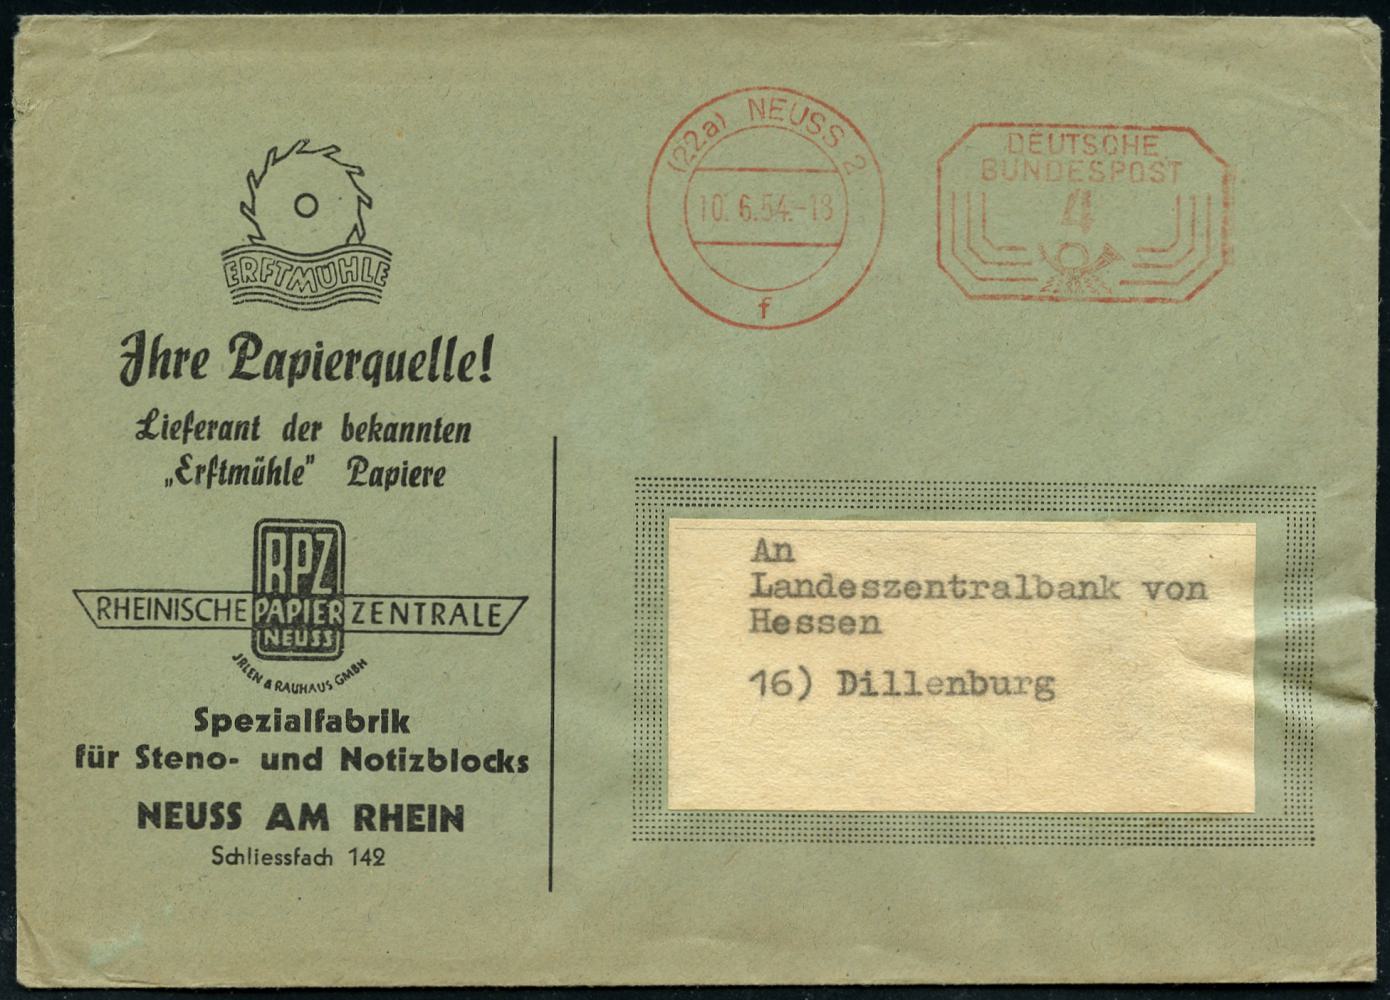 (22a) NEUSS 2
10. 6.54.-18
f
DEUTSCHE
BUNDESPOST
4
ERFTMÜHLE
Ihre Papierquelle!
Lieferant der bekannten
„Erftmühle" Papiere
RPZ
RHEINISCHE PAPIER ZENTRALE
NEUSS
JRLEN & RAUHAUS GMBH
Spezialfabrik
für Steno- und Notizblocks
NEUSS AM RHEIN
Schliessfach 142
An
Landeszentralbank von
Hessen
16) Dillenburg